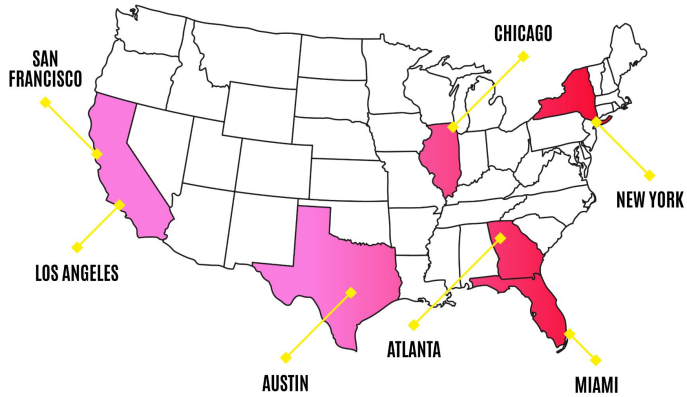 CHICAGO
SAN
FRANCISCO
NEW YORK
LOS ANGELES
ATLANTA
AUSTIN
MIAMI